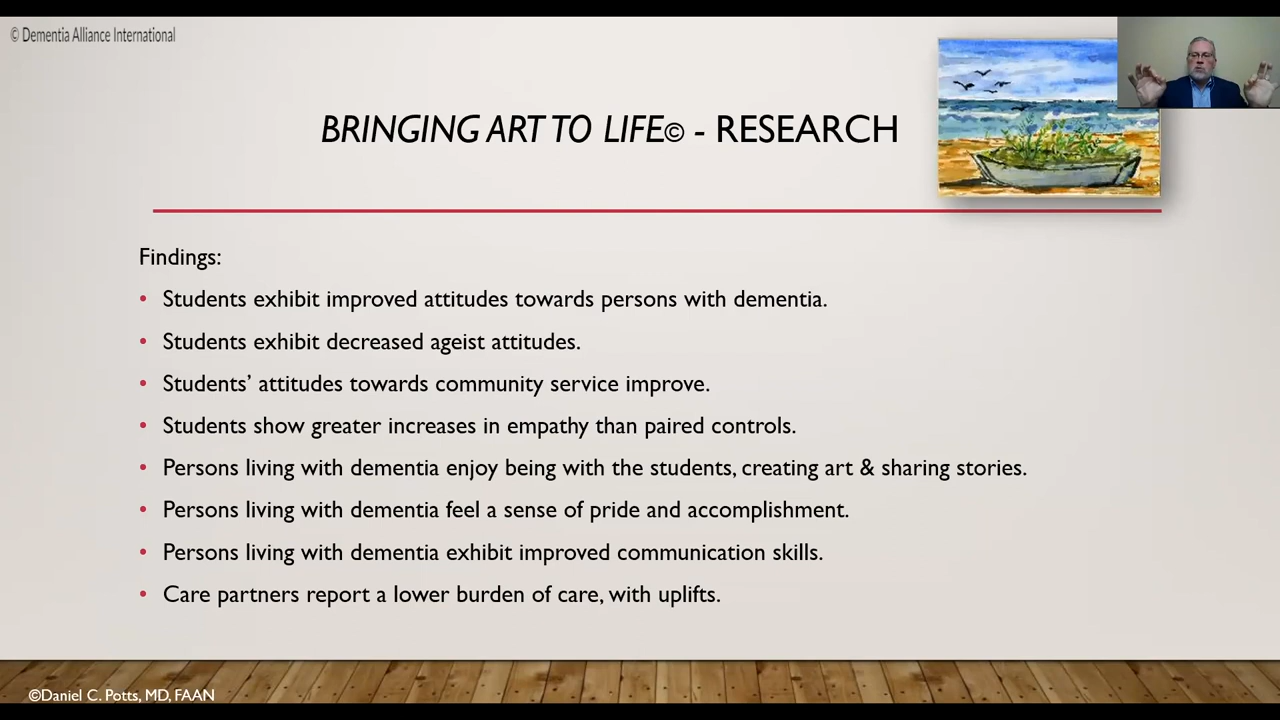 © Dementia Alliance International
BRINGING ART TO LIFE© - RESEARCH
Findings:
• Students exhibit improved attitudes towards persons with dementia.
• Students exhibit decreased ageist attitudes.
• Students’ attitudes towards community service improve.
• Students show greater increases in empathy than paired controls.
• Persons living with dementia enjoy being with the students, creating art & sharing stories.
• Persons living with dementia feel a sense of pride and accomplishment.
• Persons living with dementia exhibit improved communication skills.
• Care partners report a lower burden of care, with uplifts.
©Daniel C. Potts, MD, FAAN